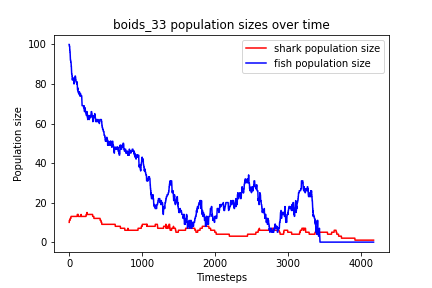 boids_33 population sizes over time
shark population size
fish population size
Population size
100
80
60
40
20
0
0
1000
2000
3000
4000
Timesteps